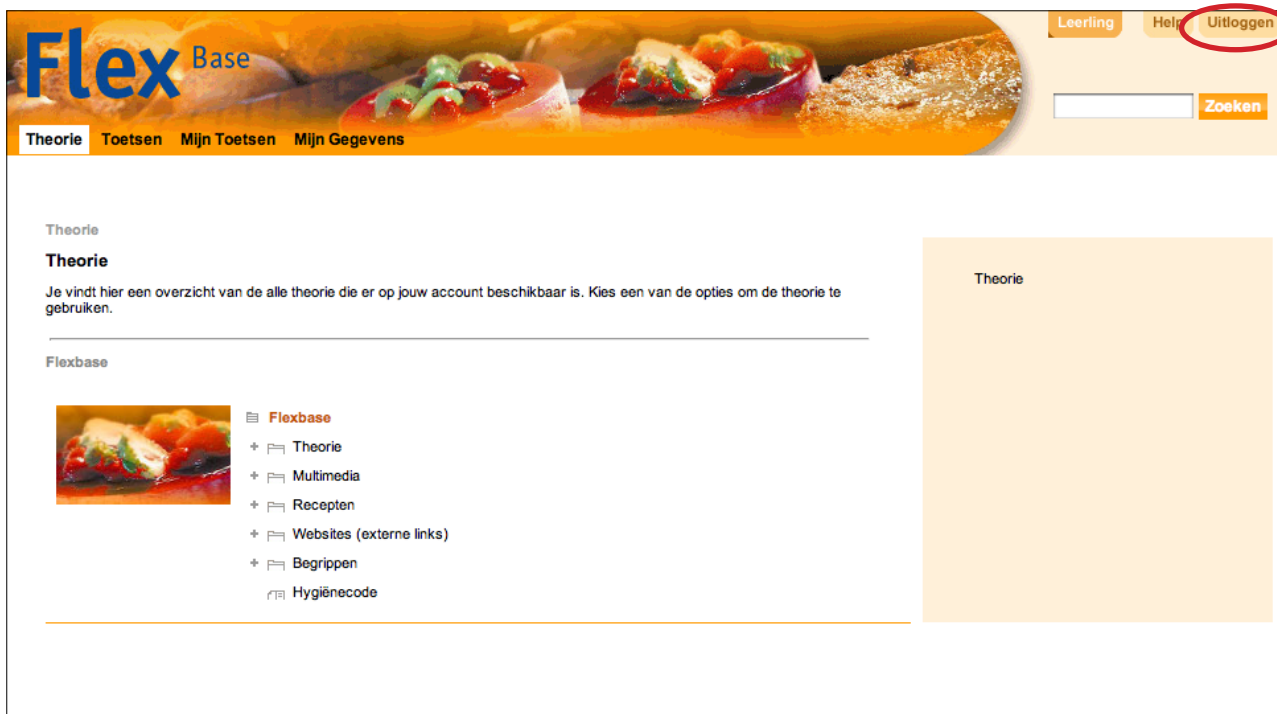 Flex Base
Leerling Help Uitloggen
Zoeken
Theorie Toetsen Mijn Toetsen Mijn Gegevens
Theorie
Theorie
Je vindt hier een overzicht van de alle theorie die er op jouw account beschikbaar is. Kies een van de opties om de theorie te
gebruiken.
Theorie
Flexbase
Flexbase
Theorie
Multimedia
Recepten
Websites (externe links)
Begrippen
Hygiënecode